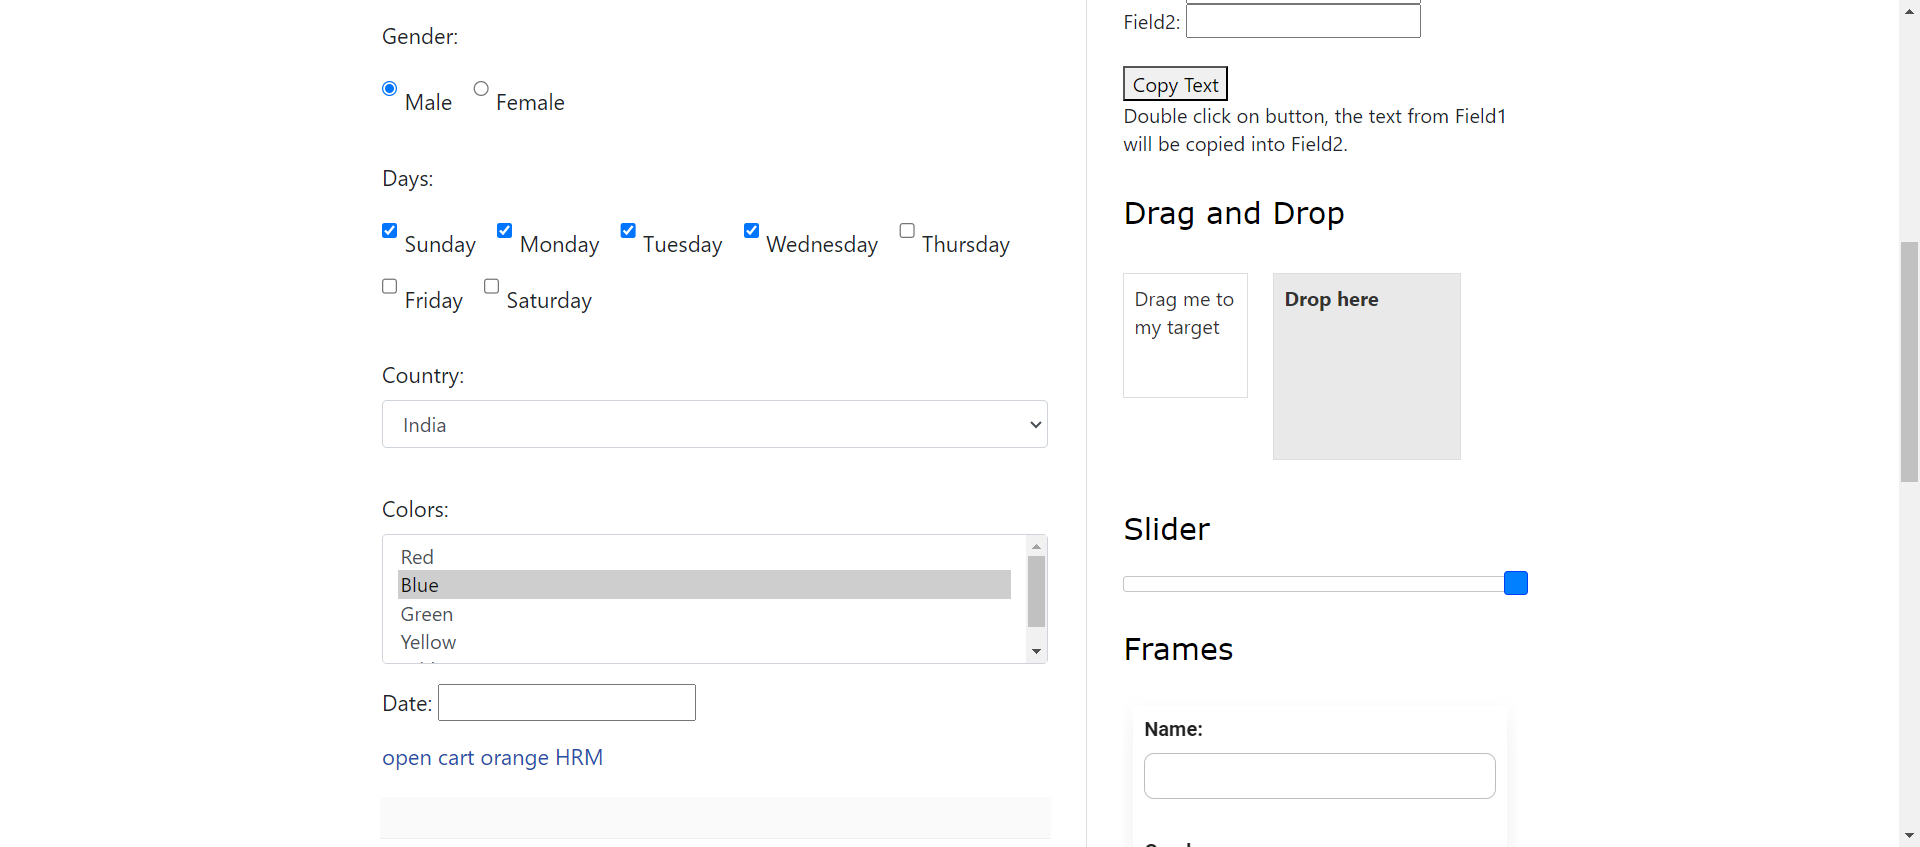 Gender:
Male Female
Days:
Sunday Monday Tuesday Wednesday Thursday
Friday Saturday
Country:
India
Colors:
Red
Blue
Green
Yellow
Date:
open cart orange HRM
Field2:
Copy Text
Double click on button, the text from Field1
will be copied into Field2.
Drag and Drop
Drag me to
my target
Drop here
Slider
Frames
Name: